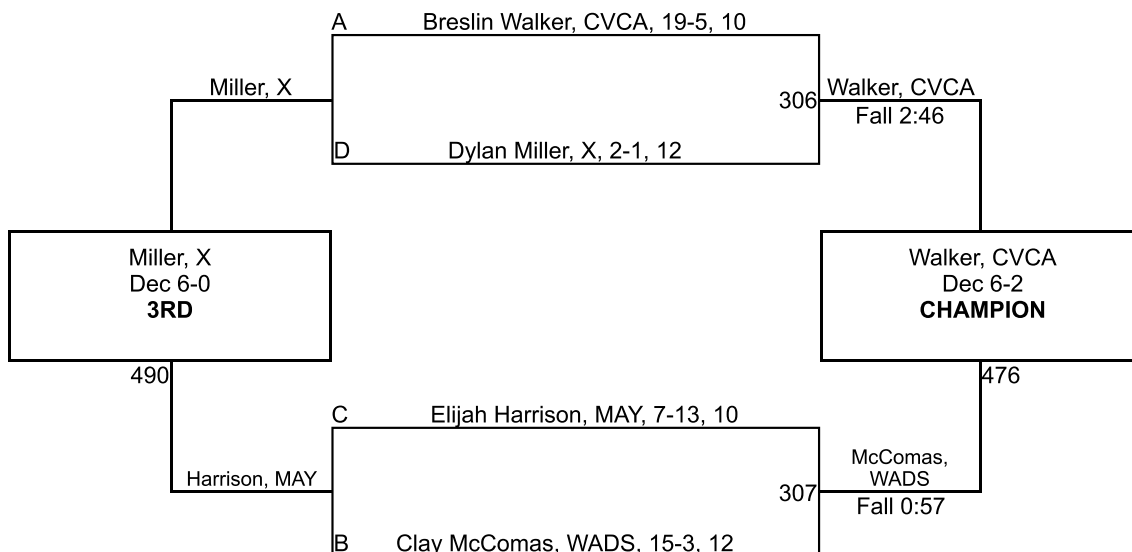 A
Breslin Walker, CVCA, 19-5, 10
Miller, X
306
Walker, CVCA
Fall 2:46
D
Dylan Miller, X, 2-1, 12
Miller, X
Dec 6-0
3RD
Walker, CVCA
Dec 6-2
CHAMPION
490
476
C
Elijah Harrison, MAY, 7-13, 10
Harrison, MAY
307
McComas,
WADS
Fall 0:57
B
Clay McComas, WADS, 15-3, 12